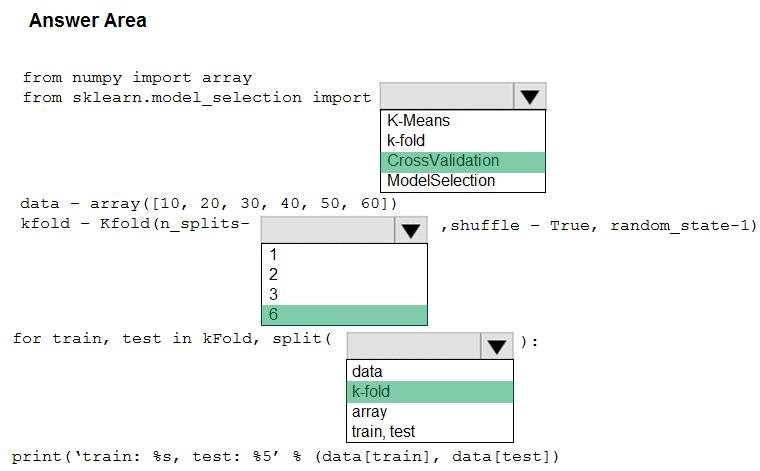 Answer Area
from numpy import array
from sklearn.model_selection import
K-Means
k-fold
CrossValidation
ModelSelection
data – array([10, 20, 30, 40, 50, 60])
kfold – Kfold(n_splits- ,shuffle – True, random_state-1)
1
2
3
6
for train, test in kFold, split( ):
data
k-fold
array
train, test
print(‘train: %s, test: %5’ % (data[train], data[test])